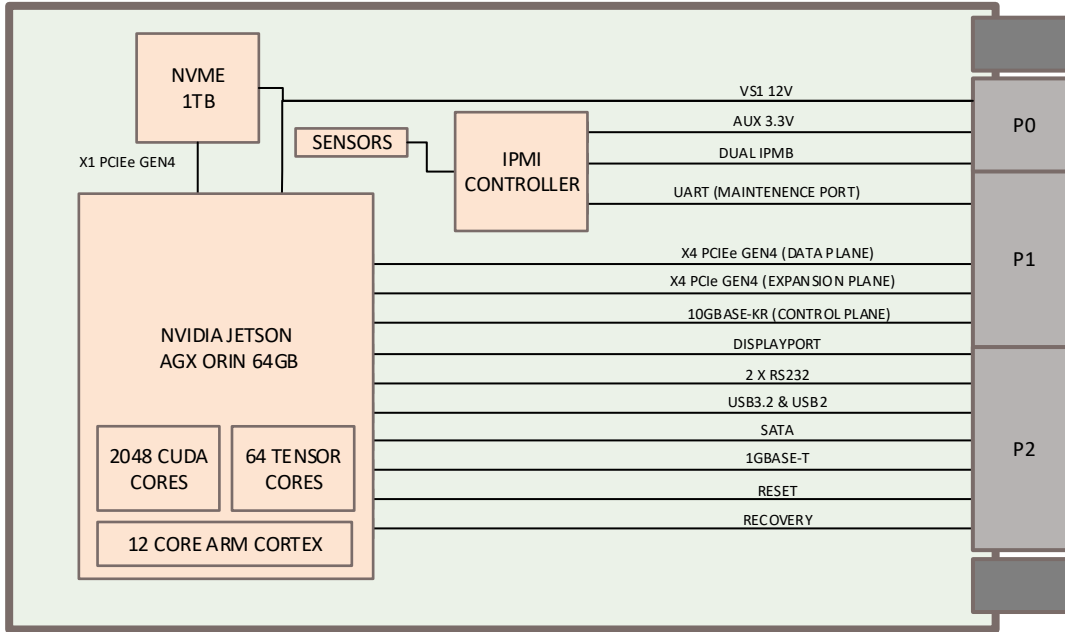 NVME
1TB
VS1 12V
AUX 3.3V
P0
SENSORS
IPMI
CONTROLLER
DUAL IPMB
X1 PCIEe GEN4
UART (MAINTENENCE PORT)
X4 PCIEe GEN4 (DATA PLANE)
P1
X4 PCIe GEN4 (EXPANSION PLANE)
10GBASE-KR (CONTROL PLANE)
NVIDIA JETSON
AGX ORIN 64GB
DISPLAYPORT
2 X RS232
USB3.2 & USB2
SATA
P2
1GBASE-T
RESET
RECOVERY
2048 CUDA
CORES
64 TENSOR
CORES
12 CORE ARM CORTEX